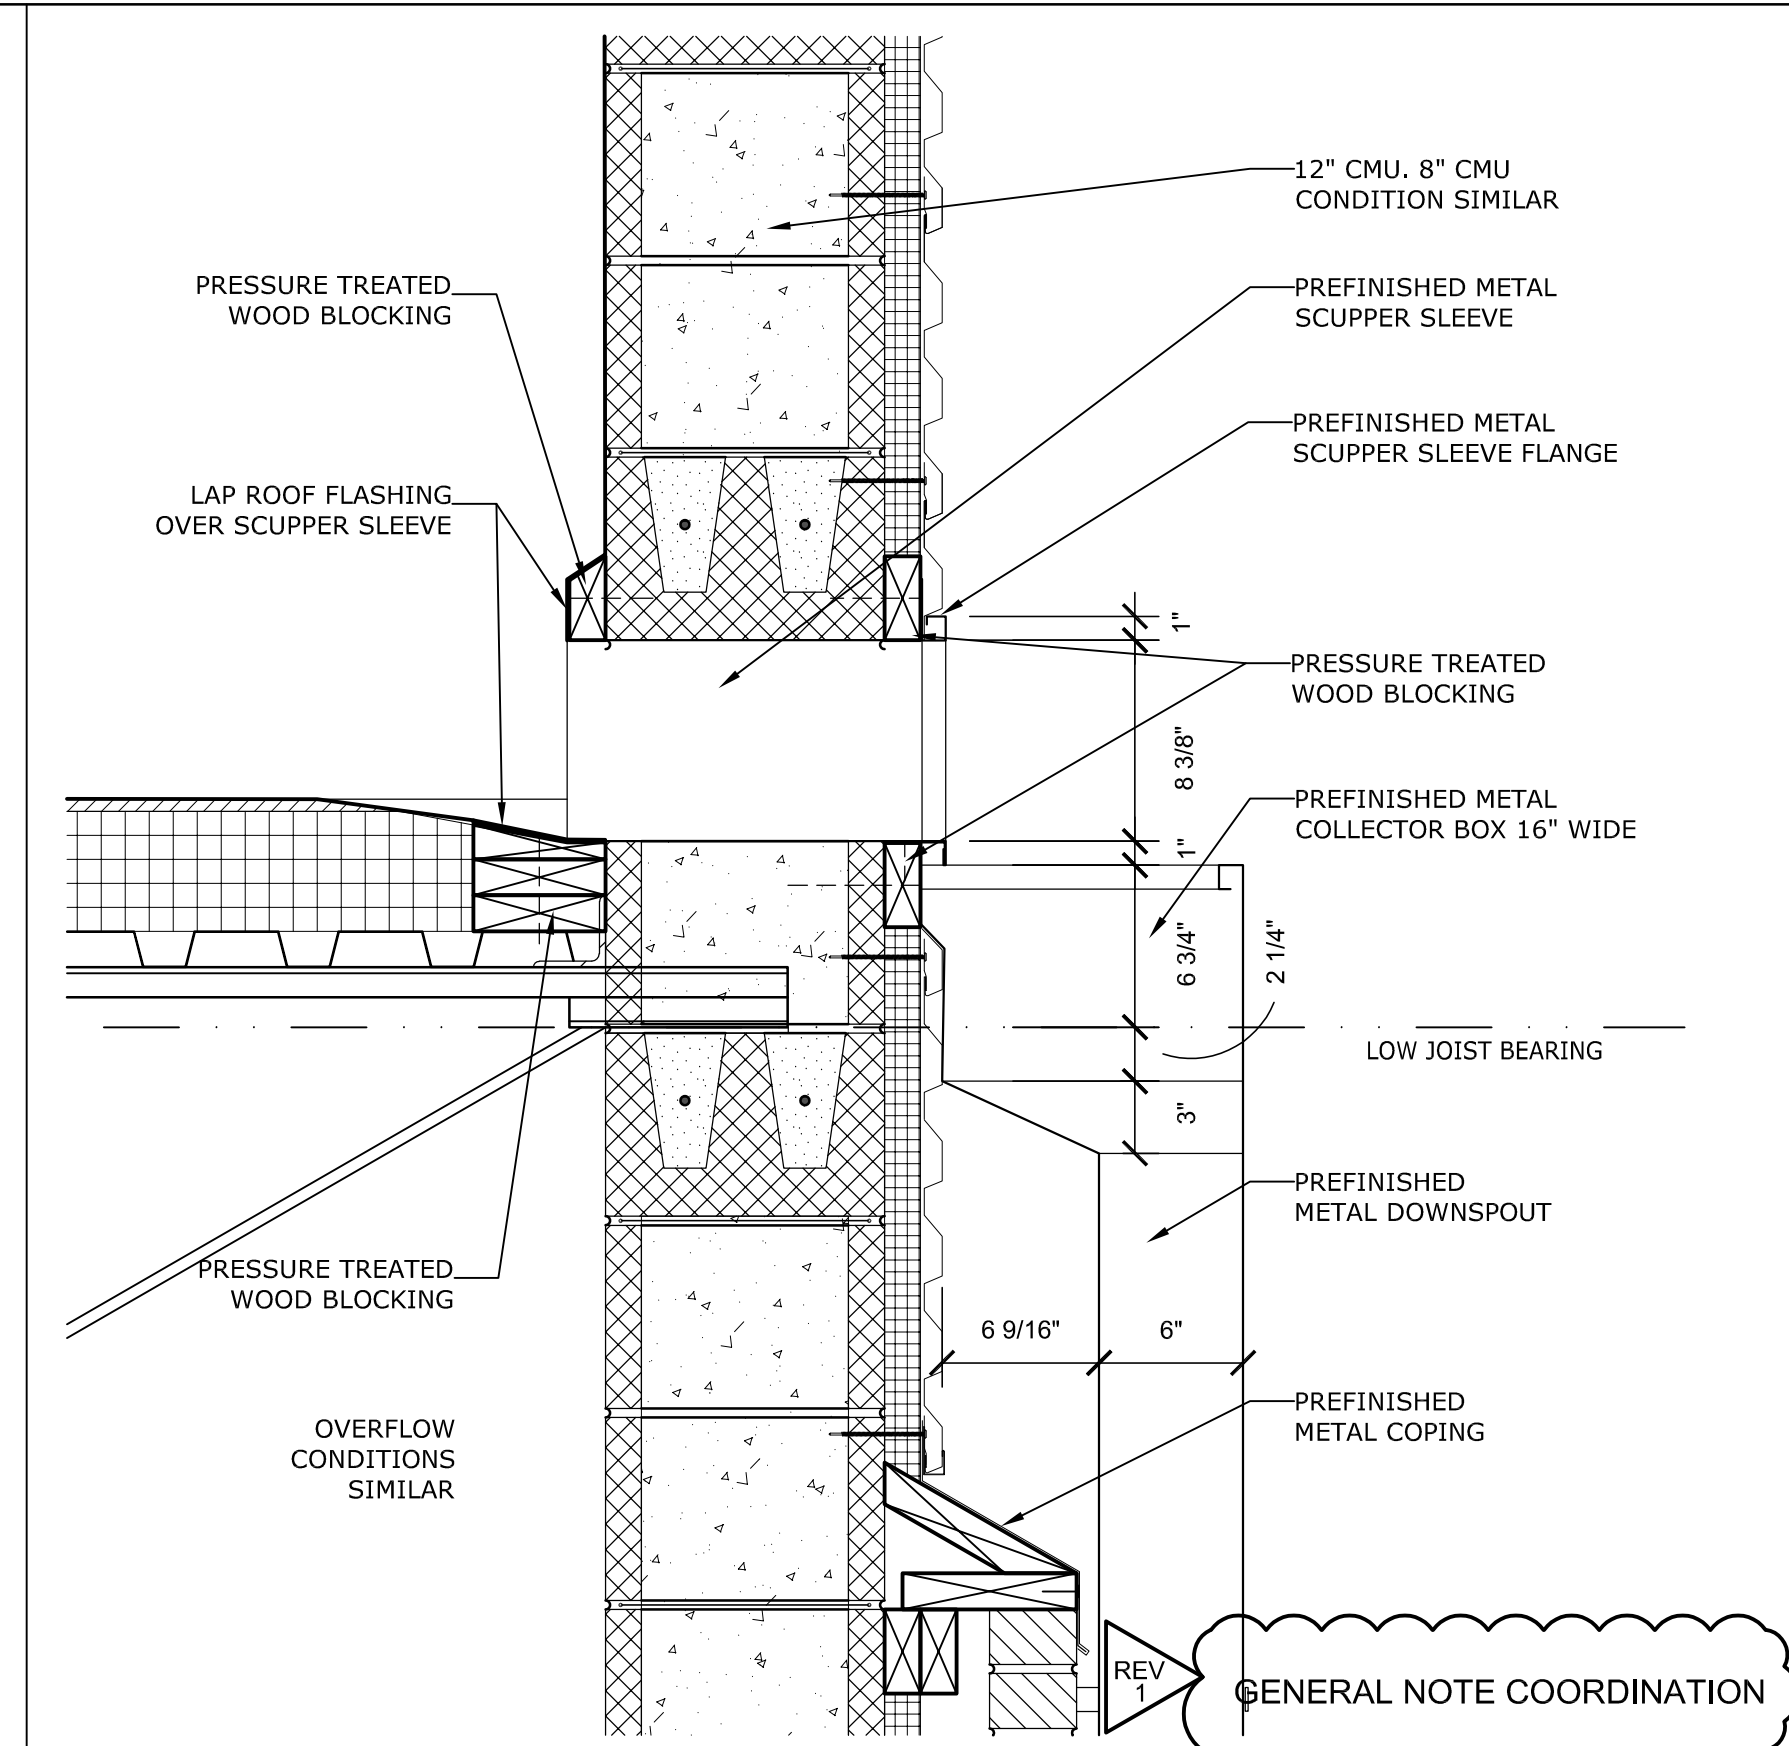 12" CMU. 8" CMU
CONDITION SIMILAR
PRESSURE TREATED
WOOD BLOCKING
PREFINISHED METAL
SCUPPER SLEEVE
PREFINISHED METAL
SCUPPER SLEEVE FLANGE
LAP ROOF FLASHING
OVER SCUPPER SLEEVE
1"
PRESSURE TREATED
WOOD BLOCKING
8 3/8"
PREFINISHED METAL
COLLECTOR BOX 16" WIDE
1"
6 3/4"
2 1/4"
LOW JOIST BEARING
3"
PREFINISHED
METAL DOWNSPOUT
PRESSURE TREATED
WOOD BLOCKING
6 9/16"
6"
PREFINISHED
METAL COPING
OVERFLOW
CONDITIONS
SIMILAR
REV
1
GENERAL NOTE COORDINATION